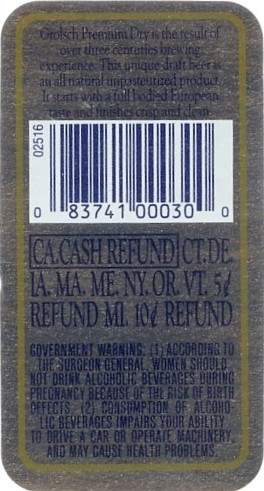 Grolsch Premium Dry is the result of
over three centuries brewing
experience. This unique draft beer is
an all natural unpasteurized product.
It starts with a full bodied European
taste and finishes crisp and clean.
02516
0 83741 00030 0
CA.CASH REFUND CT.DE.
IA. MA. ME. NY. OR. VT. 5¢
REFUND MI. 10¢ REFUND
GOVERNMENT WARNING: (1) ACCORDING TO
THE SURGEON GENERAL, WOMEN SHOULD
NOT DRINK ALCOHOLIC BEVERAGES DURING
PREGNANCY BECAUSE OF THE RISK OF BIRTH
DEFECTS. (2) CONSUMPTION OF ALCOHO-
LIC BEVERAGES IMPAIRS YOUR ABILITY
TO DRIVE A CAR OR OPERATE MACHINERY,
AND MAY CAUSE HEALTH PROBLEMS.